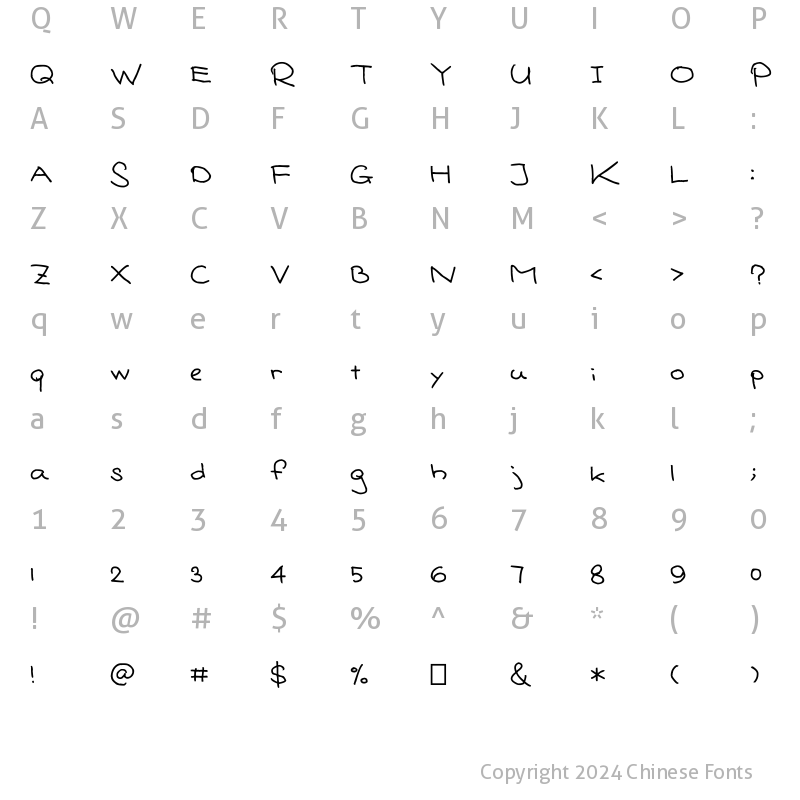 Q W E R T Y U I O P
Q W E R T Y U I O P
A S D F G H J K L :
A S D F G H J K L :
Z X C V B N M < > ?
Z X C V B N M < > ?
q w e r t y u i o p
q w e r t y u i o p
a s d f g h j k l ;
a s d f g h j k l ;
1 2 3 4 5 6 7 8 9 0
1 2 3 4 5 6 7 8 9 0
! @ # $ % ^ & * ( )
! @ # $ % □ & * ( )
Copyright 2024 Chinese Fonts